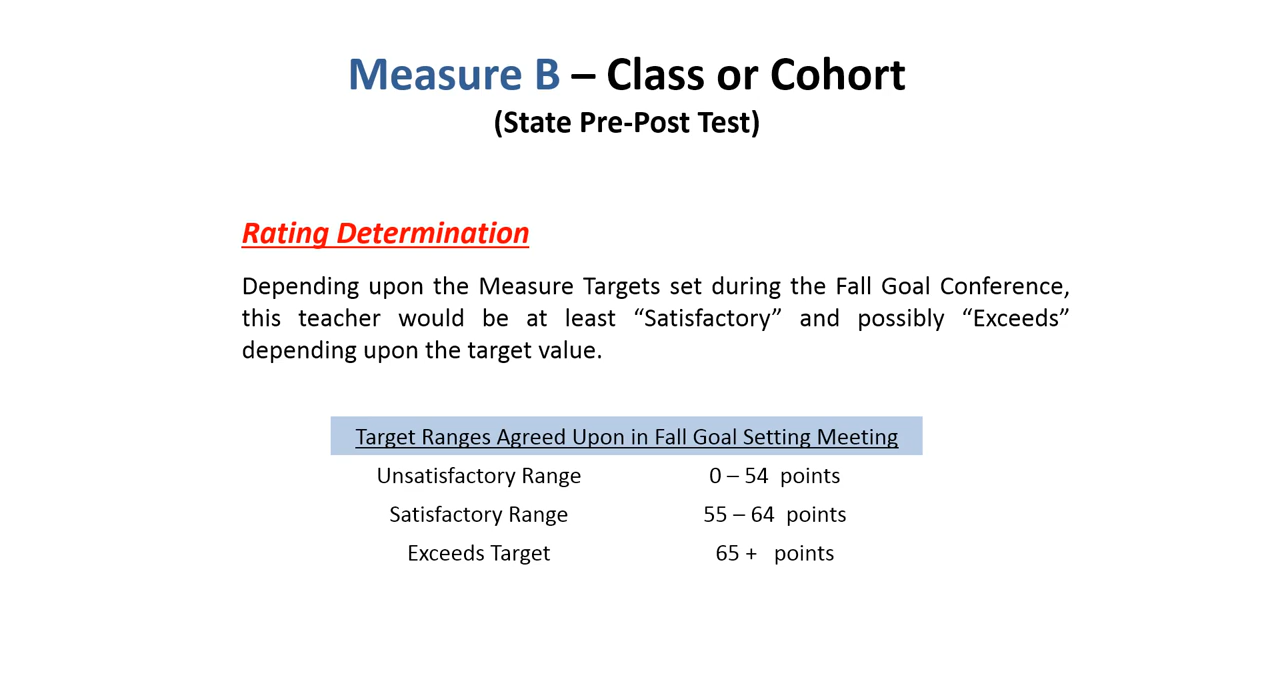 Measure B – Class or Cohort
(State Pre-Post Test)
Rating Determination
Depending upon the Measure Targets set during the Fall Goal Conference,
this teacher would be at least “Satisfactory” and possibly “Exceeds”
depending upon the target value.
Target Ranges Agreed Upon in Fall Goal Setting Meeting
Unsatisfactory Range 0 – 54 points
Satisfactory Range 55 – 64 points
Exceeds Target 65 + points